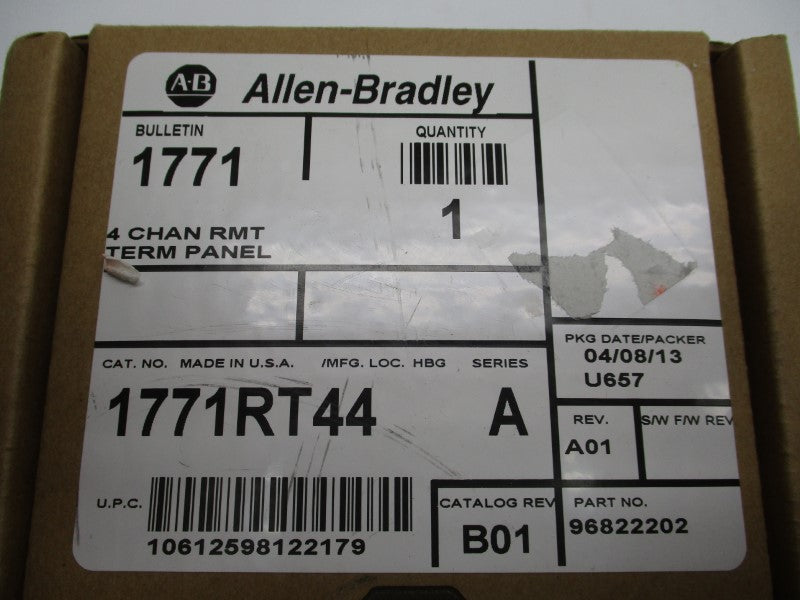 A-B Allen-Bradley
BULLETIN
1771
QUANTITY
1
4 CHAN RMT
TERM PANEL
PKG DATE/PACKER
04/08/13
U657
CAT. NO. MADE IN U.S.A. /MFG. LOC. HBG SERIES
1771RT44 A
REV.
A01
S/W F/W REV
U.P.C.
10612598122179
CATALOG REV
B01
PART NO.
96822202